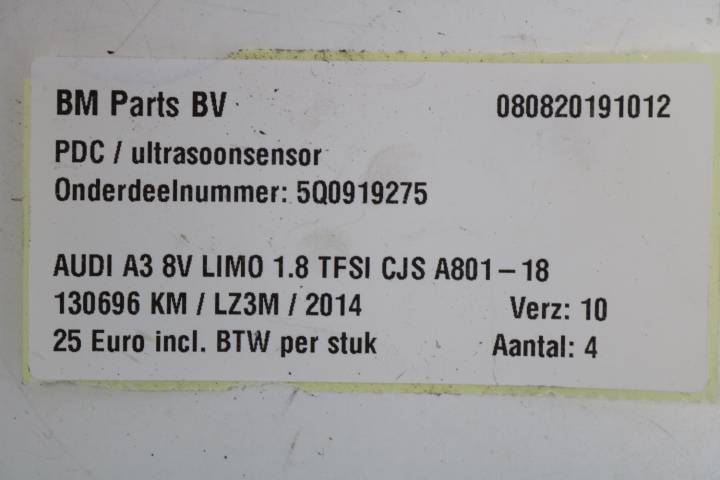 BM Parts BV 080820191012
PDC / ultrasoonsensor
Onderdeelnummer: 5Q0919275
AUDI A3 8V LIMO 1.8 TFSI CJS A801-18
130696 KM / LZ3M / 2014 Verz: 10
25 Euro incl. BTW per stuk Aantal: 4